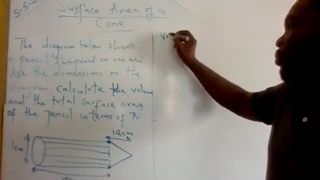 5.5
Surface Area of a
Cone
The diagram below shows
a pencil sharpened on one end
the dimensions on the
diagram calculate the volume
and the total surface area
of the pencil in terms of π
12cm